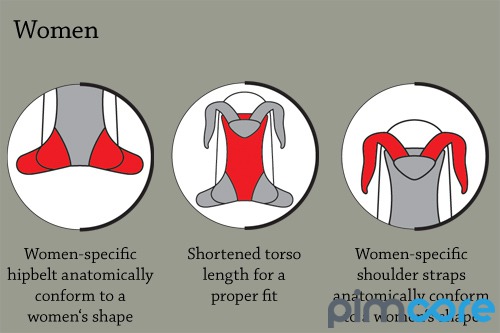 Women
Women-specific
hipbelt anatomically
conform to a
women‘s shape
Shortened torso
length for a
proper fit
Women-specific
shoulder straps
anatomically conform
to a women‘s shape
pimcore